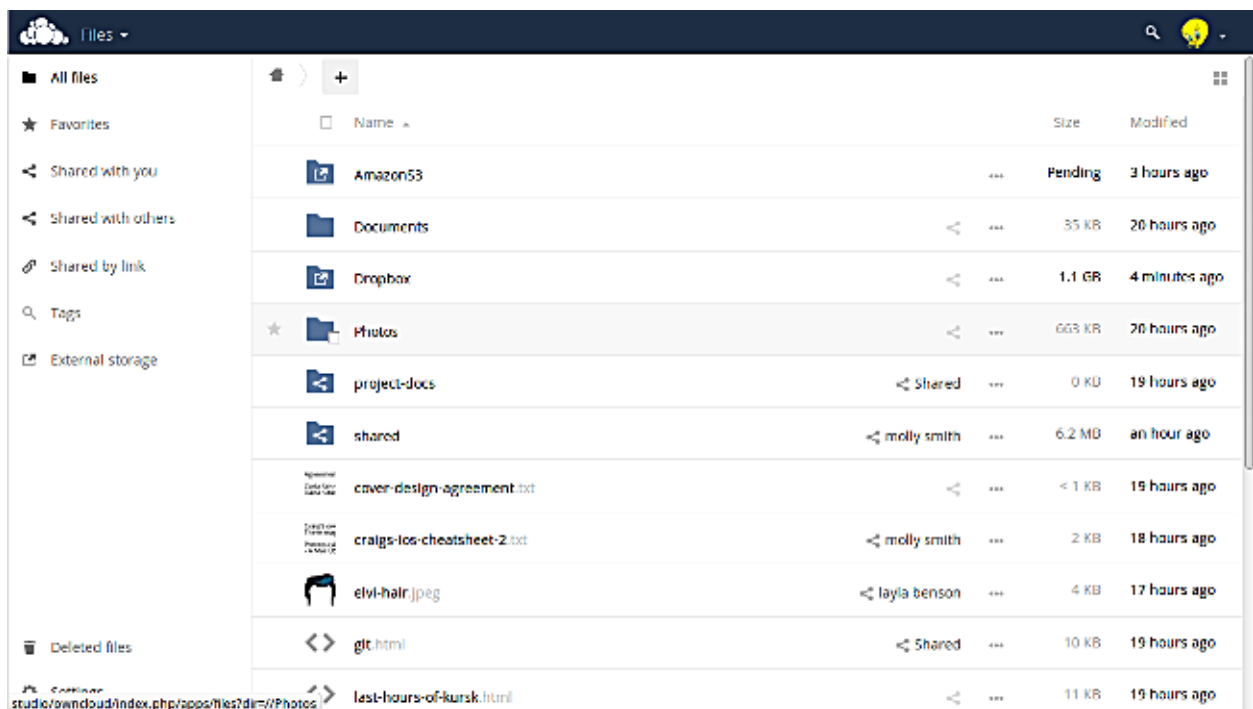 Files
All files
Favorites
Shared with you
Shared with others
Shared by link
Tags
External storage
Deleted files
Settings
studio/owncloud/index.php/apps/files?dir=//Photos
+
Name Size Modified
AmazonS3 ... Pending 3 hours ago
Documents ... 35 KB 20 hours ago
Dropbox ... 1.1 GB 4 minutes ago
Photos ... 663 KB 20 hours ago
project-docs Shared ... 0 KB 19 hours ago
shared molly smith ... 6.2 MB an hour ago
cover-design-agreement.txt ... < 1 KB 19 hours ago
craigs-ios-cheatsheet-2.txt molly smith ... 2 KB 18 hours ago
elvi-hair.jpeg layla benson ... 4 KB 17 hours ago
git.html Shared ... 10 KB 19 hours ago
last-hours-of-kursk.html ... 11 KB 19 hours ago